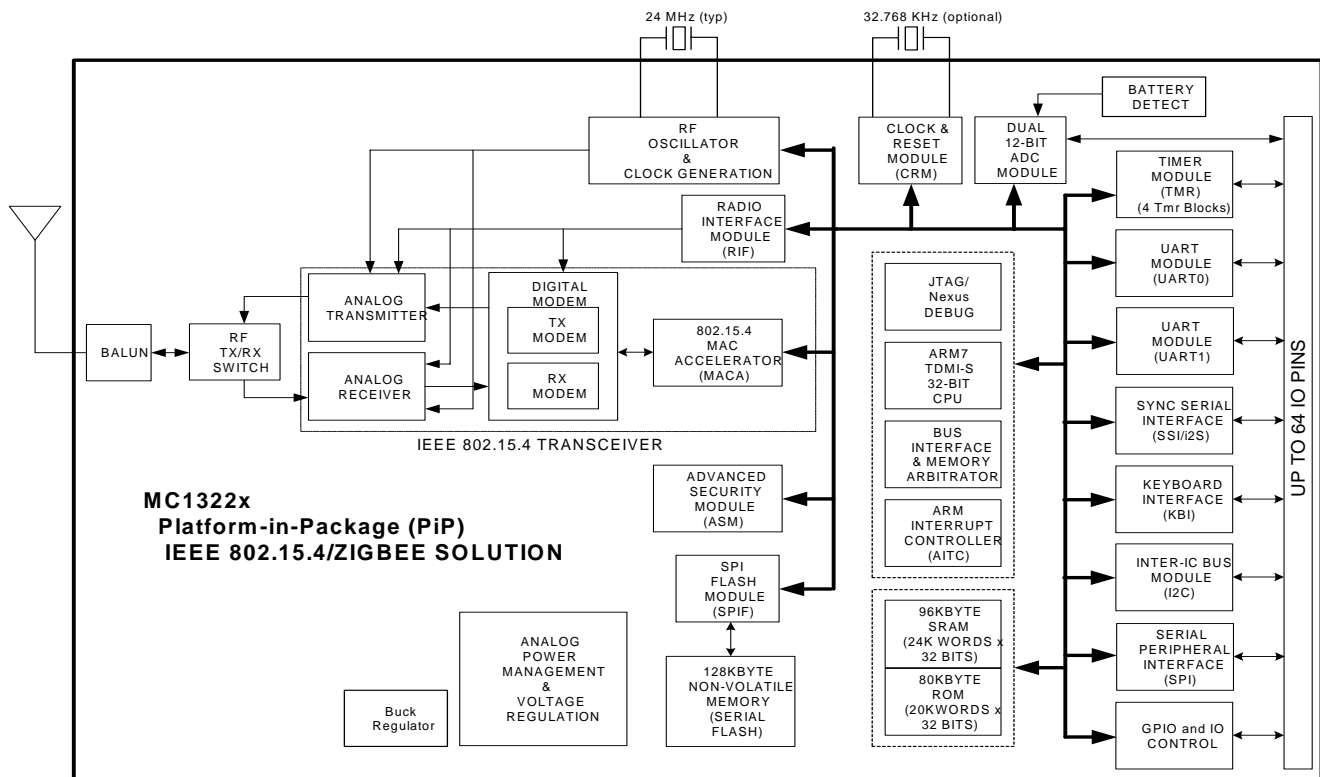 24 MHz (typ)
32.768 KHz (optional)
BATTERY
DETECT
RF
OSCILLATOR
&
CLOCK GENERATION
CLOCK &
RESET
MODULE
(CRM)
DUAL
12-BIT
ADC
MODULE
TIMER
MODULE
(TMR)
(4 Tmr Blocks)
RADIO
INTERFACE
MODULE
(RIF)
UART
MODULE
(UART0)
ANALOG
TRANSMITTER
DIGITAL
MODEM
TX
MODEM
JTAG/
Nexus
DEBUG
BALUN
RF
TX/RX
SWITCH
802.15.4
MAC
ACCELERATOR
(MACA)
UART
MODULE
(UART1)
ANALOG
RECEIVER
RX
MODEM
ARM7
TDMI-S
32-BIT
CPU
IEEE 802.15.4 TRANSCEIVER
SYNC SERIAL
INTERFACE
(SSI/i2S)
BUS
INTERFACE
& MEMORY
ARBITRATOR
UP TO 64 IO PINS
MC1322x
Platform-in-Package (PiP)
IEEE 802.15.4/ZIGBEE SOLUTION
ADVANCED
SECURITY
MODULE
(ASM)
KEYBOARD
INTERFACE
(KBI)
ARM
INTERRUPT
CONTROLLER
(AITC)
SPI
FLASH
MODULE
(SPIF)
INTER-IC BUS
MODULE
(I2C)
96KBYTE
SRAM
(24K WORDS x
32 BITS)
SERIAL
PERIPHERAL
INTERFACE
(SPI)
ANALOG
POWER
MANAGEMENT
&
VOLTAGE
REGULATION
128KBYTE
NON-VOLATILE
MEMORY
(SERIAL
FLASH)
80KBYTE
ROM
(20KWORDS x
32 BITS)
Buck
Regulator
GPIO and IO
CONTROL